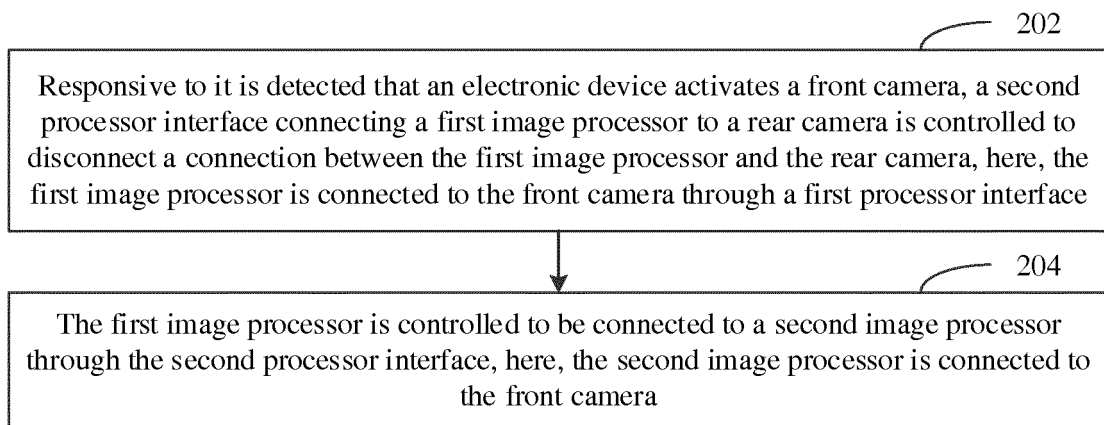 202
Responsive to it is detected that an electronic device activates a front camera, a second
processor interface connecting a first image processor to a rear camera is controlled to
disconnect a connection between the first image processor and the rear camera, here, the
first image processor is connected to the front camera through a first processor interface
204
The first image processor is controlled to be connected to a second image processor
through the second processor interface, here, the second image processor is connected to
the front camera